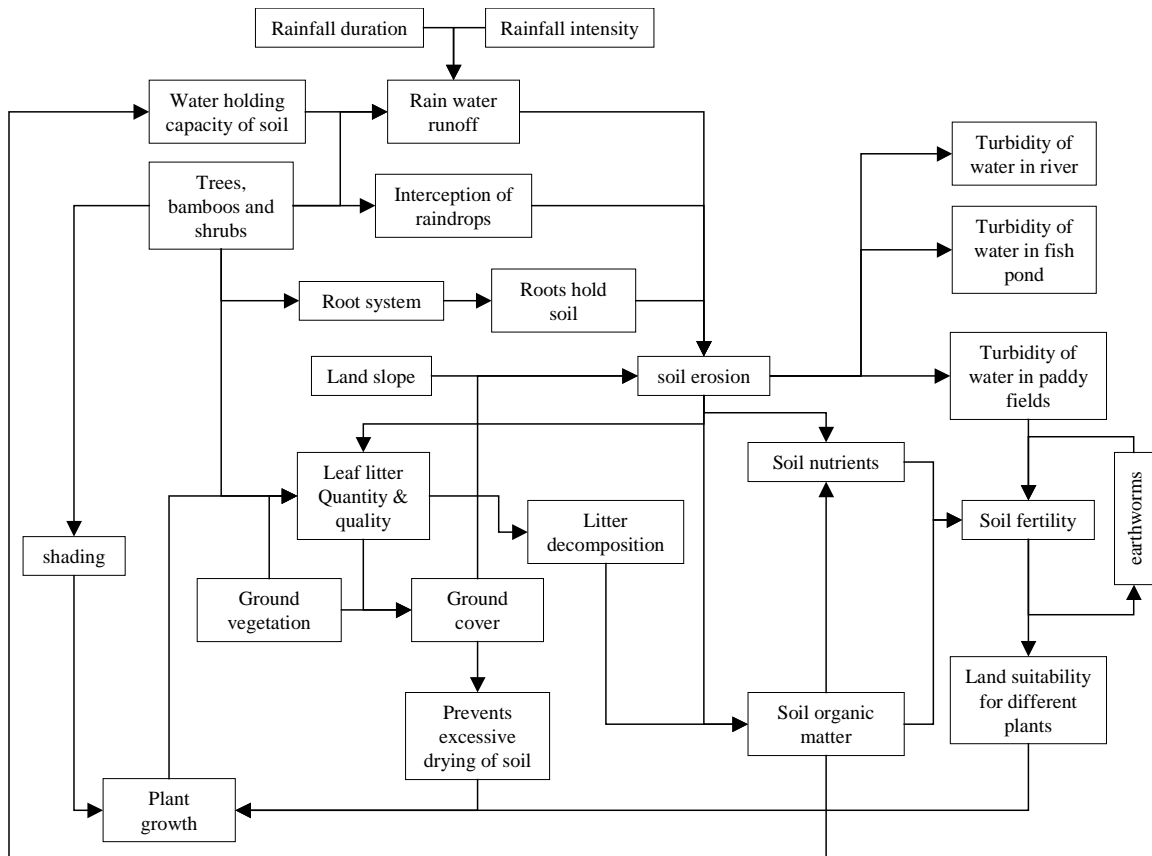 Rainfall duration
Rainfall intensity
Water holding
capacity of soil
Rain water
runoff
Turbidity of
water in river
Trees,
bamboos and
shrubs
Interception of
raindrops
Turbidity of
water in fish
pond
Root system
Roots hold
soil
Land slope
soil erosion
Turbidity of
water in paddy
fields
Leaf litter
Quantity &
quality
Soil nutrients
earthworms
Litter
decomposition
Soil fertility
shading
Ground
vegetation
Ground
cover
Land suitability
for different
plants
Prevents
excessive
drying of soil
Soil organic
matter
Plant
growth